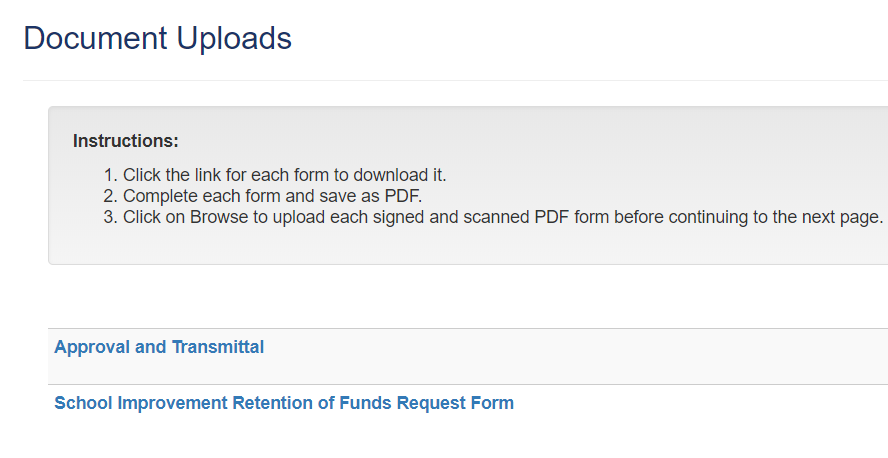 Document Uploads
Instructions:
1. Click the link for each form to download it.
2. Complete each form and save as PDF.
3. Click on Browse to upload each signed and scanned PDF form before continuing to the next page.
Approval and Transmittal
School Improvement Retention of Funds Request Form